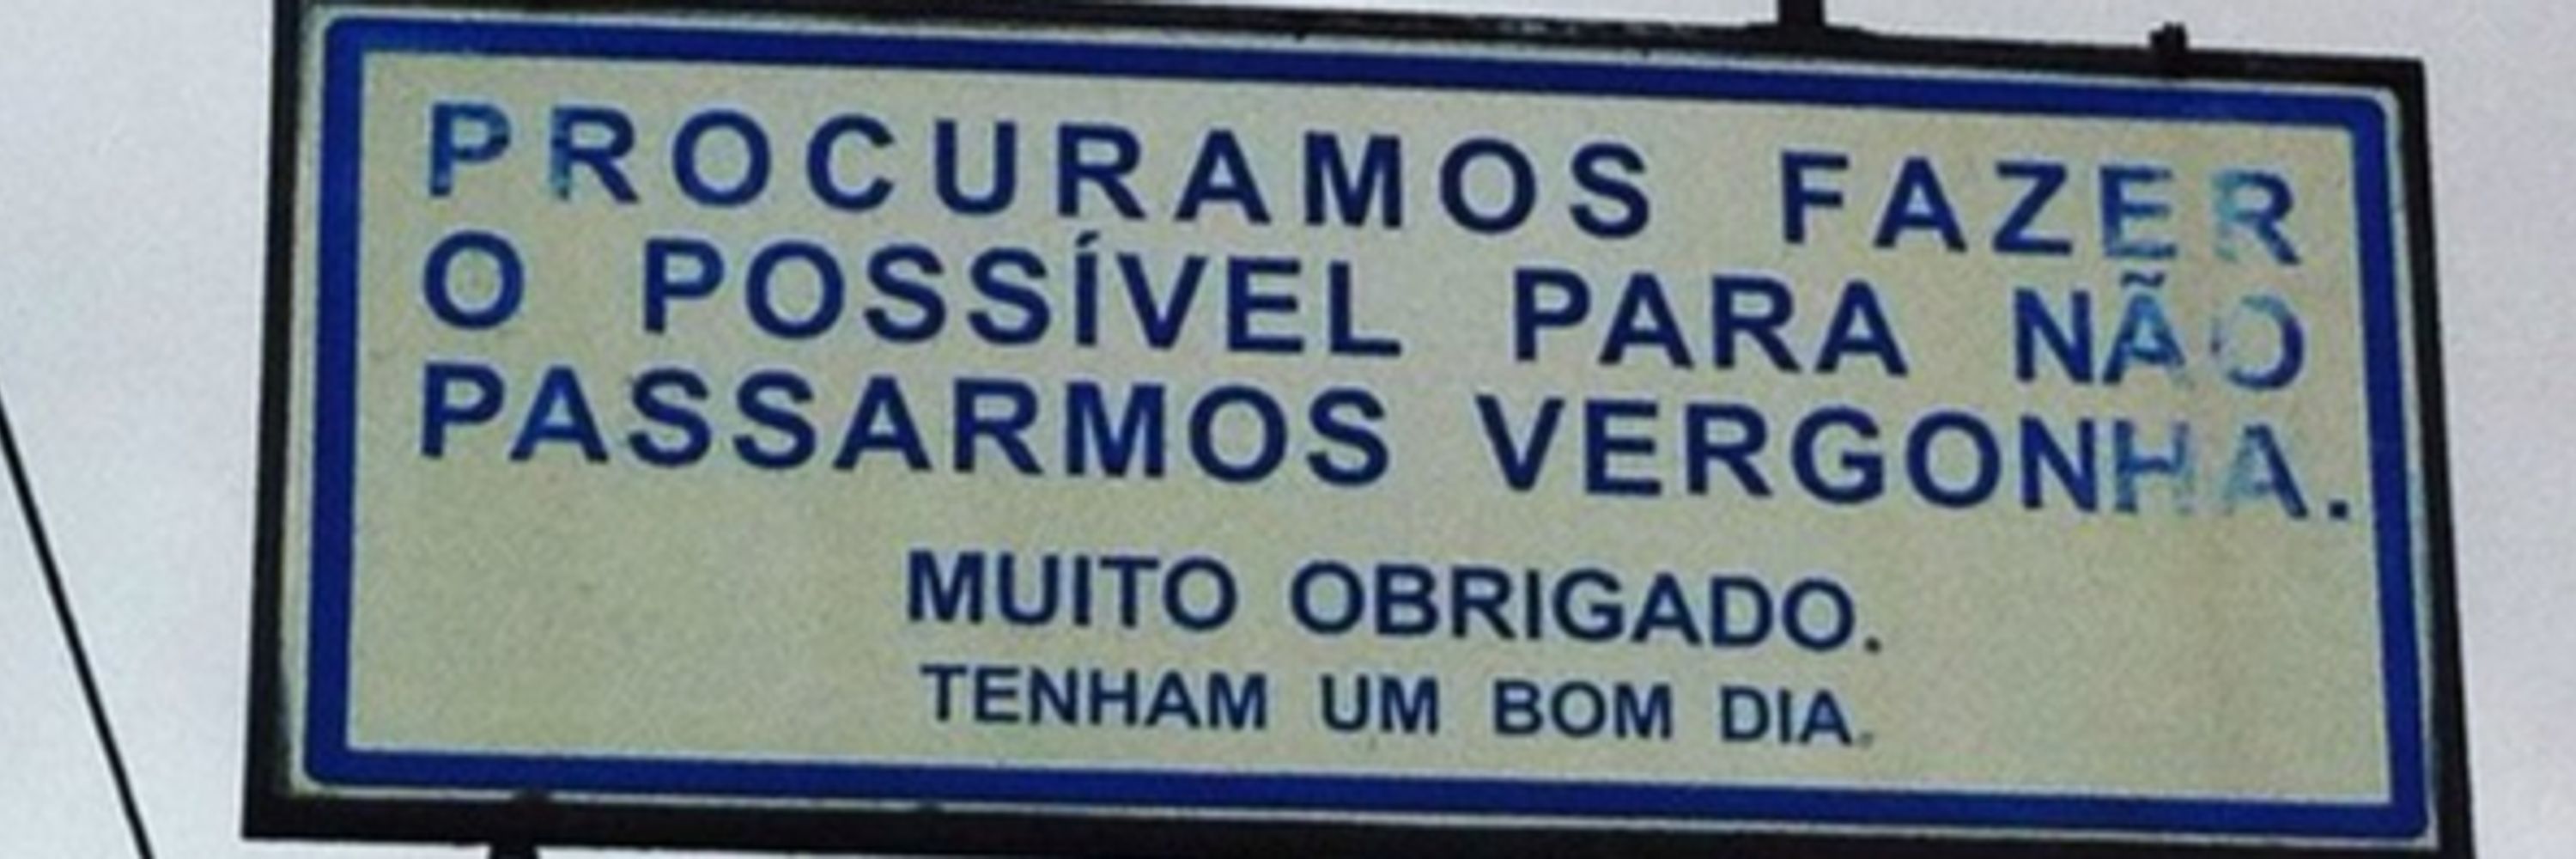 PROCURAMOS FAZER
O POSSÍVEL PARA NÃO
PASSARMOS VERGONHA.
MUITO OBRIGADO.
TENHAM UM BOM DIA.